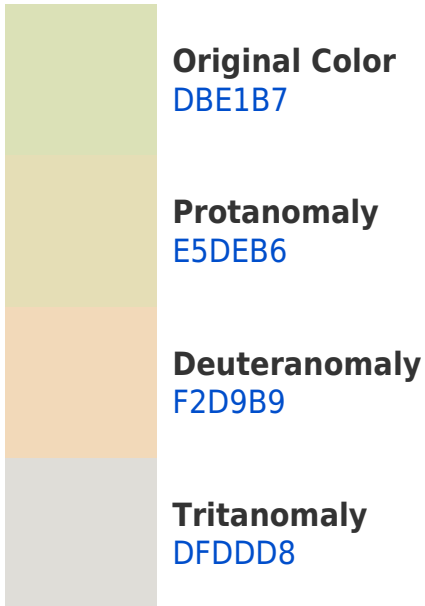 Original Color
DBE1B7
Protanomaly
E5DEB6
Deuteranomaly
F2D9B9
Tritanomaly
DFDDD8